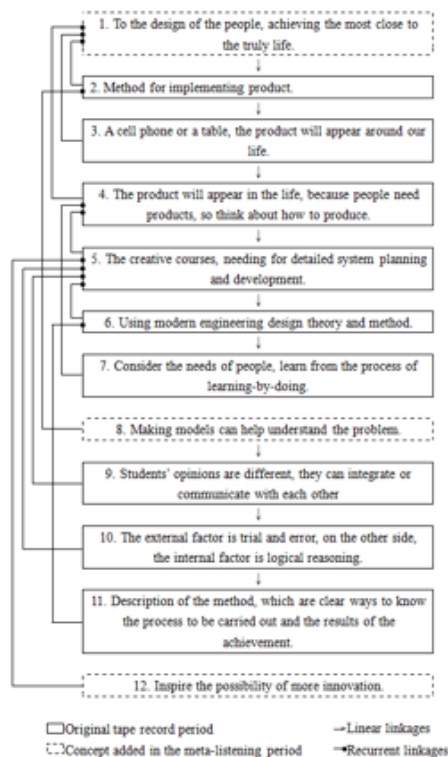 1. To the design of the people, achieving the most close to
the truly life.
2. Method for implementing product.
3. A cell phone or a table, the product will appear around our
life.
4. The product will appear in the life, because people need
products, so think about how to produce.
5. The creative courses, needing for detailed system planning
and development.
6. Using modern engineering design theory and method.
7. Consider the needs of people, learn from the process of
learning-by-doing.
8. Making models can help understand the problem.
9. Students' opinions are different, they can integrate or
communicate with each other
10. The external factor is trial and error, on the other side,
the internal factor is logical reasoning.
11. Description of the method, which are clear ways to know
the process to be carried out and the results of the
achievement.
12. Inspire the possibility of more innovation.
Original tape record period
Linear linkages
Concept added in the meta-listening period
Recurrent linkages